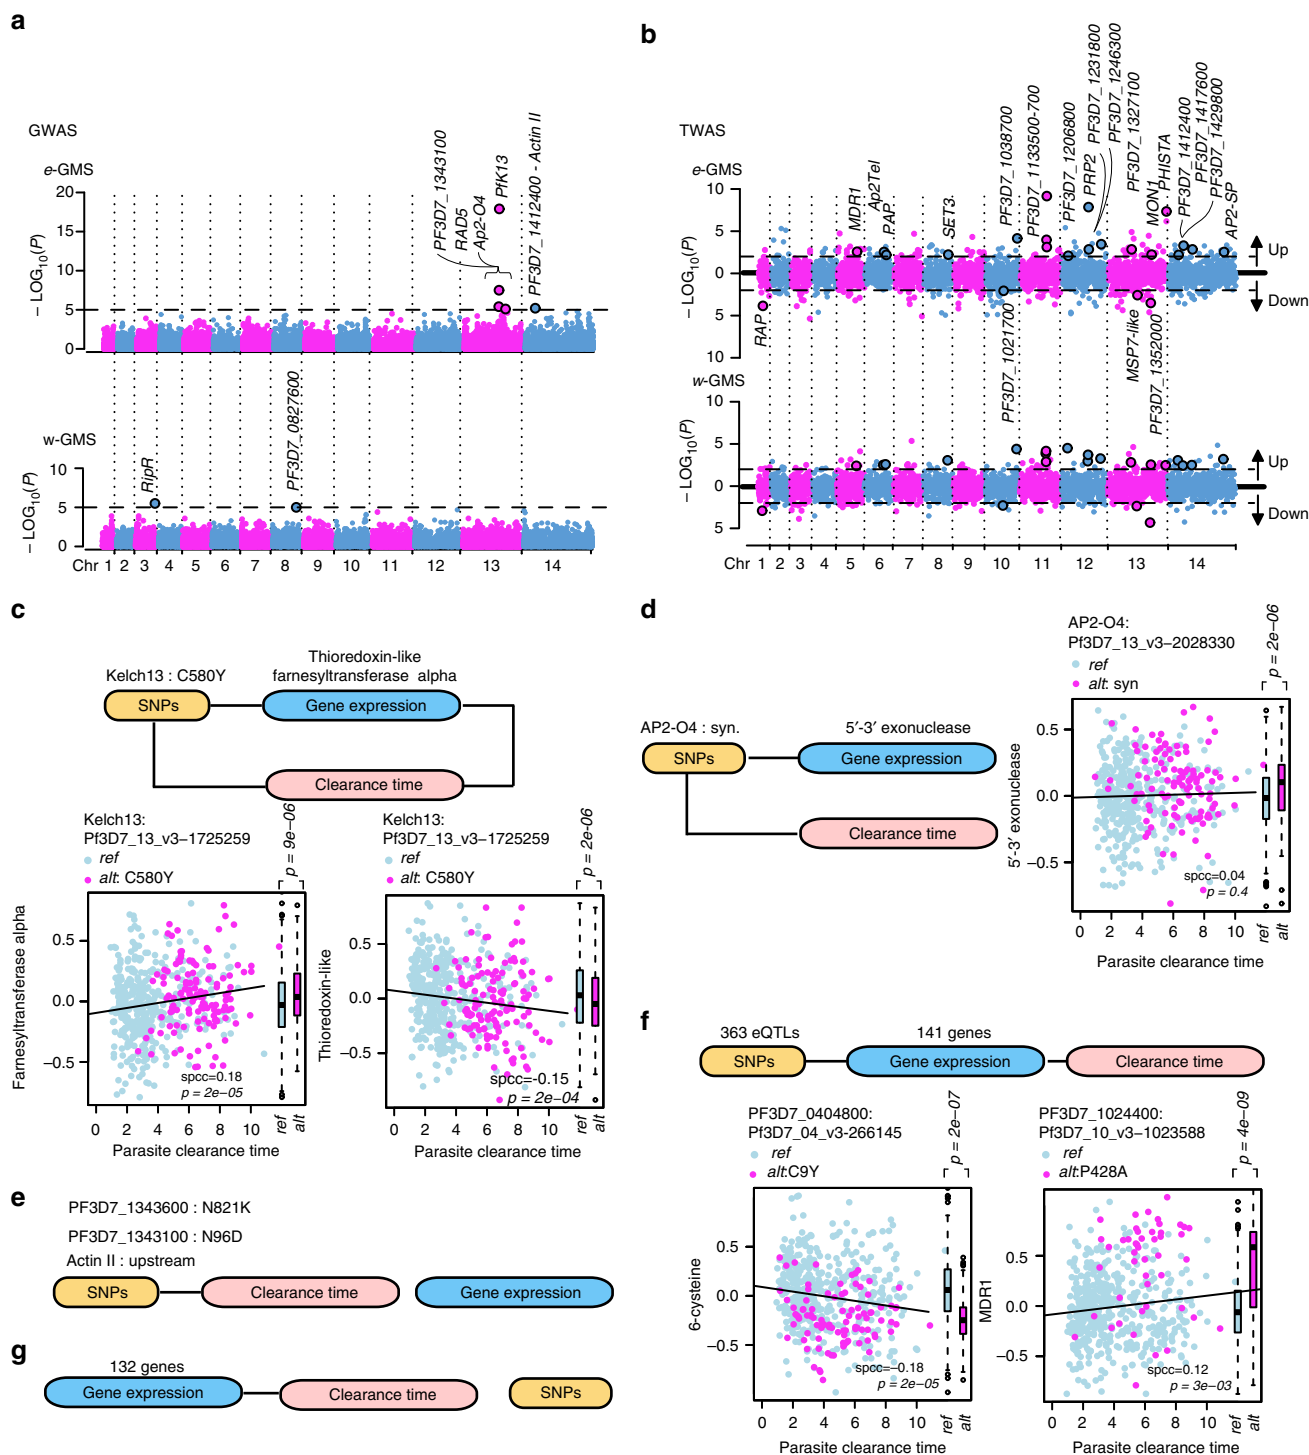 a
GWAS
e-GMS
20
15
10
5
0
– LOG10(P)
PF3D7_1343100
RAD5
Ap2-O4
PfK13
PF3D7_1412400 - Actin II
w-GMS
10
5
0
– LOG10(P)
RipR
PF3D7_0827600
Chr 1 2 3 4 5 6 7 8 9 10 11 12 13 14
b
TWAS
e-GMS
10
5
0
5
10
– LOG10(P)
RAP
MDR1
Ap2Tel
PAP
SET3
PF3D7_1038700
PF3D7_1133500-700
PF3D7_1206800
PRP2
PF3D7_1231800
PF3D7_1246300
PF3D7_1327100
MON1
PHISTA
PF3D7_1412400
PF3D7_1417600
PF3D7_1429800
AP2-SP
Up
Down
PF3D7_1021700
MSP7-like
PF3D7_1352000
w-GMS
10
5
0
5
– LOG10(P)
Up
Down
Chr 1 2 3 4 5 6 7 8 9 10 11 12 13 14
c
Kelch13 : C580Y
Thioredoxin-like
farnesyltransferase alpha
SNPs
Gene expression
Clearance time
Kelch13:
Pf3D7_13_v3–1725259
ref
alt: C580Y
p = 9e–06
Farnesyltransferase alpha
0.5
0.0
–0.5
spcc=0.18
p = 2e–05
0 2 4 6 8 10 ref alt
Parasite clearance time
Kelch13:
Pf3D7_13_v3–1725259
ref
alt: C580Y
p = 2e–06
Thioredoxin-like
0.5
0.0
–0.5
spcc=-0.15
p = 2e–04
0 2 4 6 8 10 ref alt
Parasite clearance time
d
AP2-O4 : syn.
5′-3′ exonuclease
SNPs
Gene expression
Clearance time
AP2-O4:
Pf3D7_13_v3–2028330
ref
alt: syn
p = 2e–06
5′-3′ exonuclease
0.5
0.0
–0.5
spcc=0.04
p = 0.4
0 2 4 6 8 10 ref alt
Parasite clearance time
e
PF3D7_1343600 : N821K
PF3D7_1343100 : N96D
Actin II : upstream
SNPs
Clearance time
Gene expression
f
363 eQTLs
141 genes
SNPs
Gene expression
Clearance time
PF3D7_0404800:
Pf3D7_04_v3-266145
ref
alt:C9Y
p = 2e–07
6-cysteine
0.5
0.0
–0.5
spcc=–0.18
p = 2e–05
0 2 4 6 8 10 ref alt
Parasite clearance time
PF3D7_1024400:
Pf3D7_10_v3–1023588
ref
alt:P428A
p = 4e–09
MDR1
0.5
0.0
–0.5
spcc=0.12
p = 3e–03
0 2 4 6 8 10 ref alt
Parasite clearance time
g
132 genes
Gene expression
Clearance time
SNPs